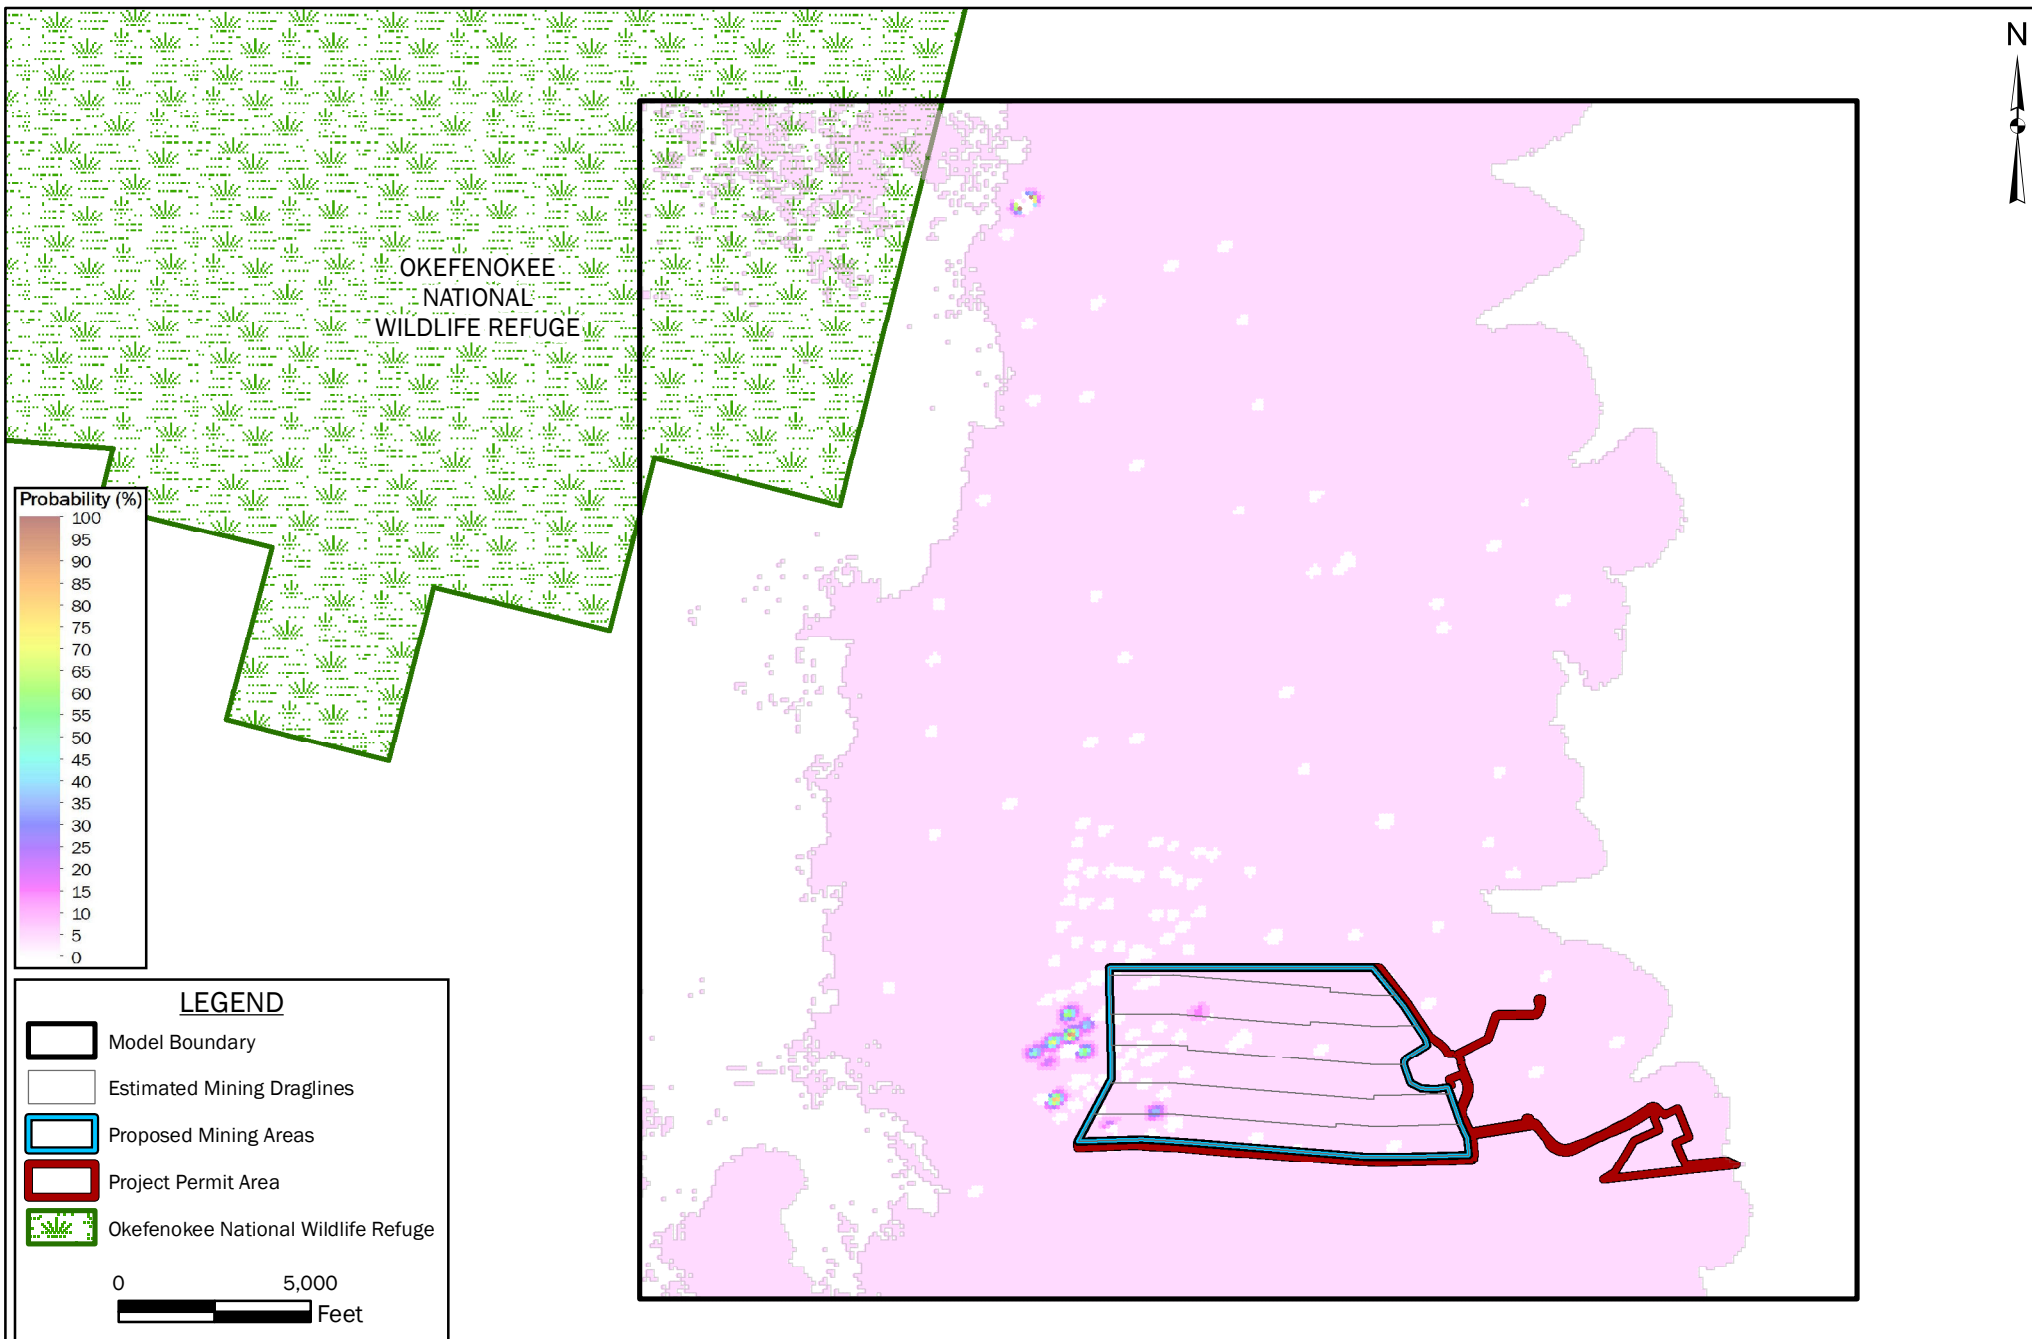 N
OKEFENOKEE
NATIONAL
WILDLIFE REFUGE
Probability (%)
100
95
90
85
80
75
70
65
60
55
50
45
40
35
30
25
20
15
10
5
0
LEGEND
Model Boundary
Estimated Mining Draglines
Proposed Mining Areas
Project Permit Area
Okefenokee National Wildlife Refuge
0 5,000
Feet